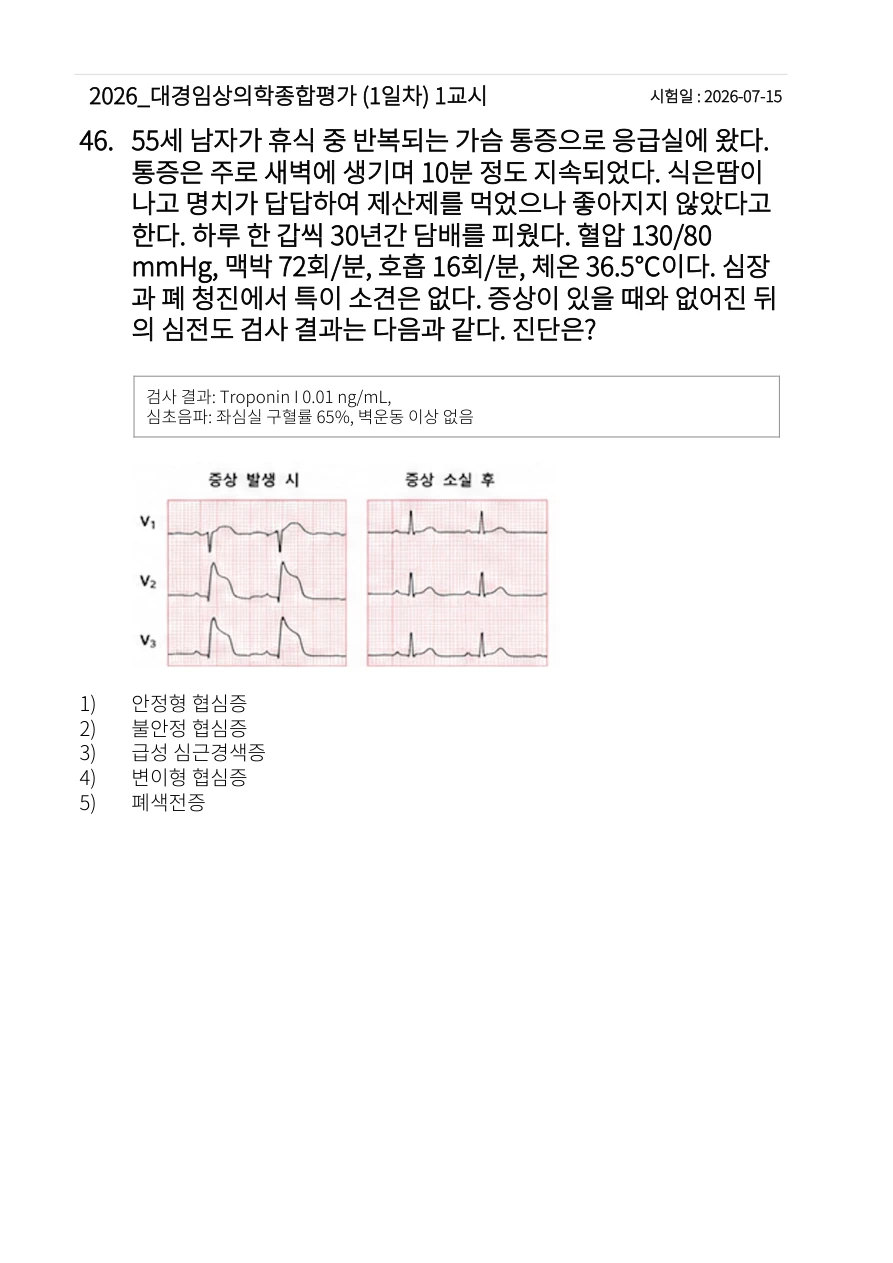 2026_대경임상의학종합평가 (1일차) 1교시
시험일 : 2026-07-15
46. 55세 남자가 휴식 중 반복되는 가슴 통증으로 응급실에 왔다.
통증은 주로 새벽에 생기며 10분 정도 지속되었다. 식은땀이
나고 명치가 답답하여 제산제를 먹었으나 좋아지지 않았다고
한다. 하루 한 갑씩 30년간 담배를 피웠다. 혈압 130/80
mmHg, 맥박 72회/분, 호흡 16회/분, 체온 36.5℃이다. 심장
과 폐 청진에서 특이 소견은 없다. 증상이 있을 때와 없어진 뒤
의 심전도 검사 결과는 다음과 같다. 진단은?
검사 결과: Troponin I 0.01 ng/mL,
심초음파: 좌심실 구혈률 65%, 벽운동 이상 없음
증상 발생 시
증상 소실 후
V1
V2
V3
1) 안정형 협심증
2) 불안정 협심증
3) 급성 심근경색증
4) 변이형 협심증
5) 폐색전증